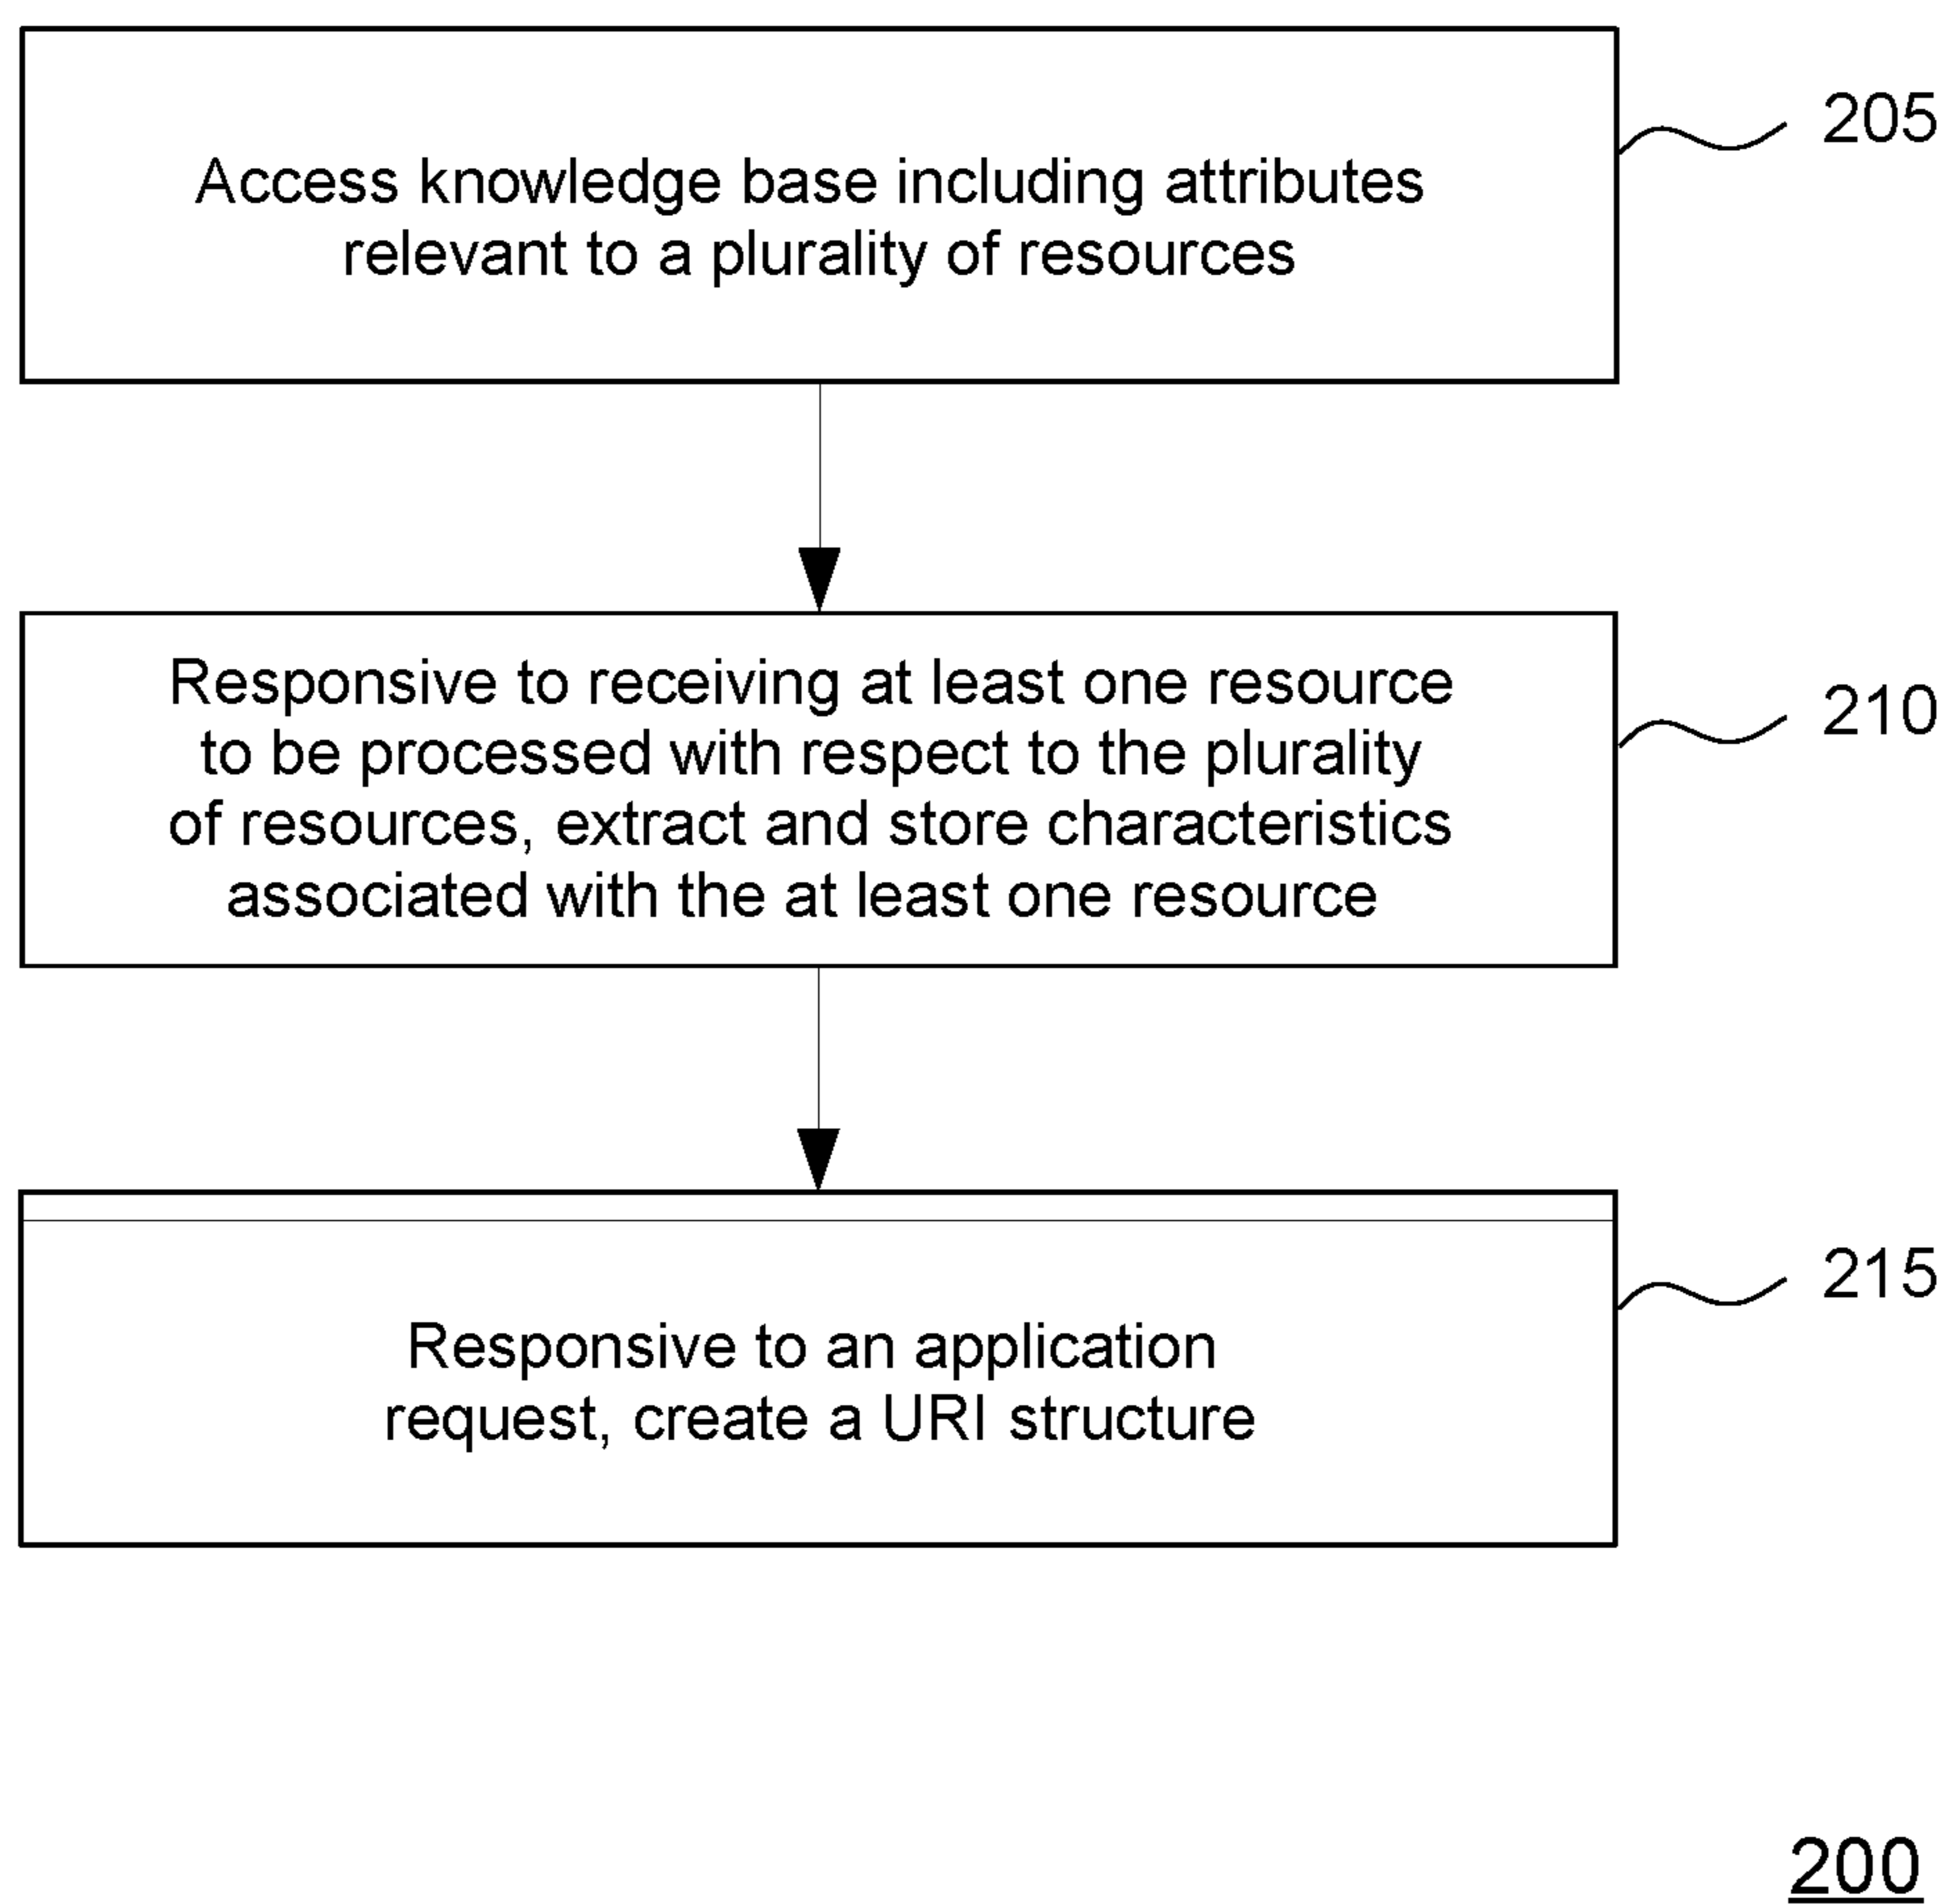 Access knowledge base including attributes
relevant to a plurality of resources
205
Responsive to receiving at least one resource
to be processed with respect to the plurality
of resources, extract and store characteristics
associated with the at least one resource
210
Responsive to an application
request, create a URI structure
215
200